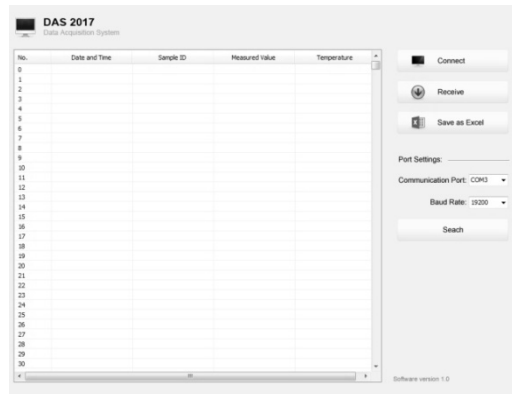 DAS 2017
Data Acquisition System
No. Date and Time Sample ID Measured Value Temperature
0
1
2
3
4
5
6
7
8
9
10
11
12
13
14
15
16
17
18
19
20
21
22
23
24
25
26
27
28
29
30
Connect
Receive
Save as Excel
Port Settings:
Communication Port: COM3
Baud Rate: 19200
Seach
Software version 1.0